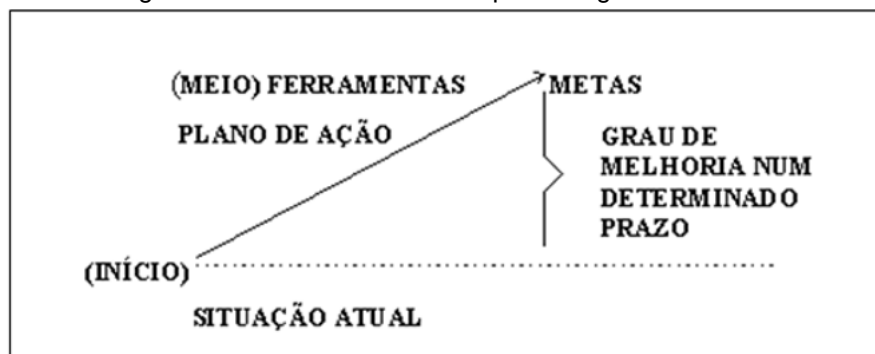 (MEIO) FERRAMENTAS
METAS
PLANO DE AÇÃO
GRAU DE
MELHORIA NUM
DETERMINADO
PRAZO
(INÍCIO)
SITUAÇÃO ATUAL